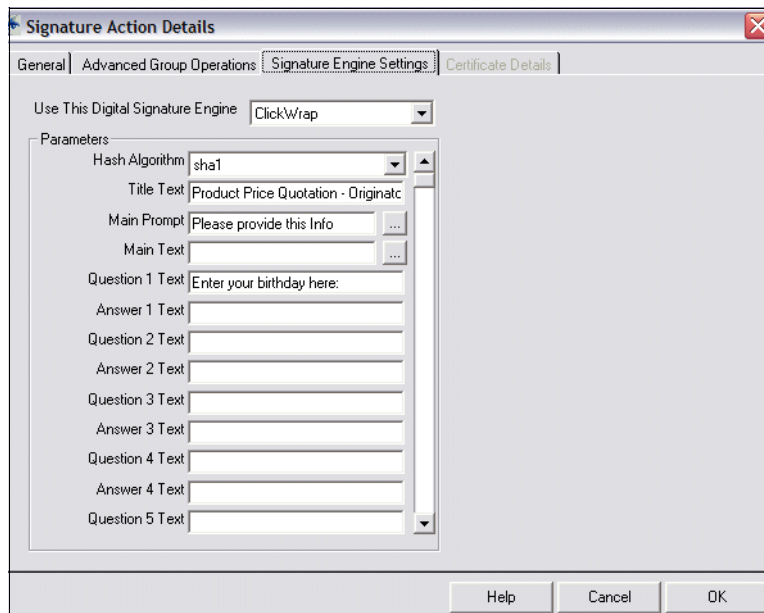 Signature Action Details
General Advanced Group Operations Signature Engine Settings Certificate Details
Use This Digital Signature Engine ClickWrap
Parameters
Hash Algorithm sha1
Title Text Product Price Quotation - Originato
Main Prompt Please provide this Info ...
Main Text ...
Question 1 Text Enter your birthday here:
Answer 1 Text
Question 2 Text
Answer 2 Text
Question 3 Text
Answer 3 Text
Question 4 Text
Answer 4 Text
Question 5 Text
Help Cancel OK